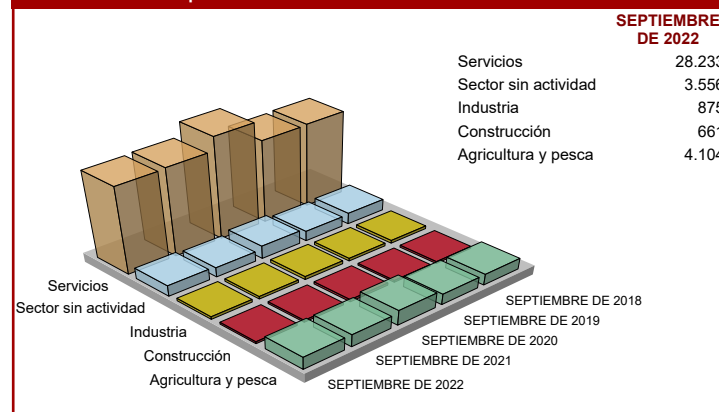 SEPTIEMBRE
DE 2022
Servicios 28.233
Sector sin actividad 3.556
Industria 875
Construcción 661
Agricultura y pesca 4.104
Servicios
Sector sin actividad
Industria
Construcción
Agricultura y pesca
SEPTIEMBRE DE 2018
SEPTIEMBRE DE 2019
SEPTIEMBRE DE 2020
SEPTIEMBRE DE 2021
SEPTIEMBRE DE 2022